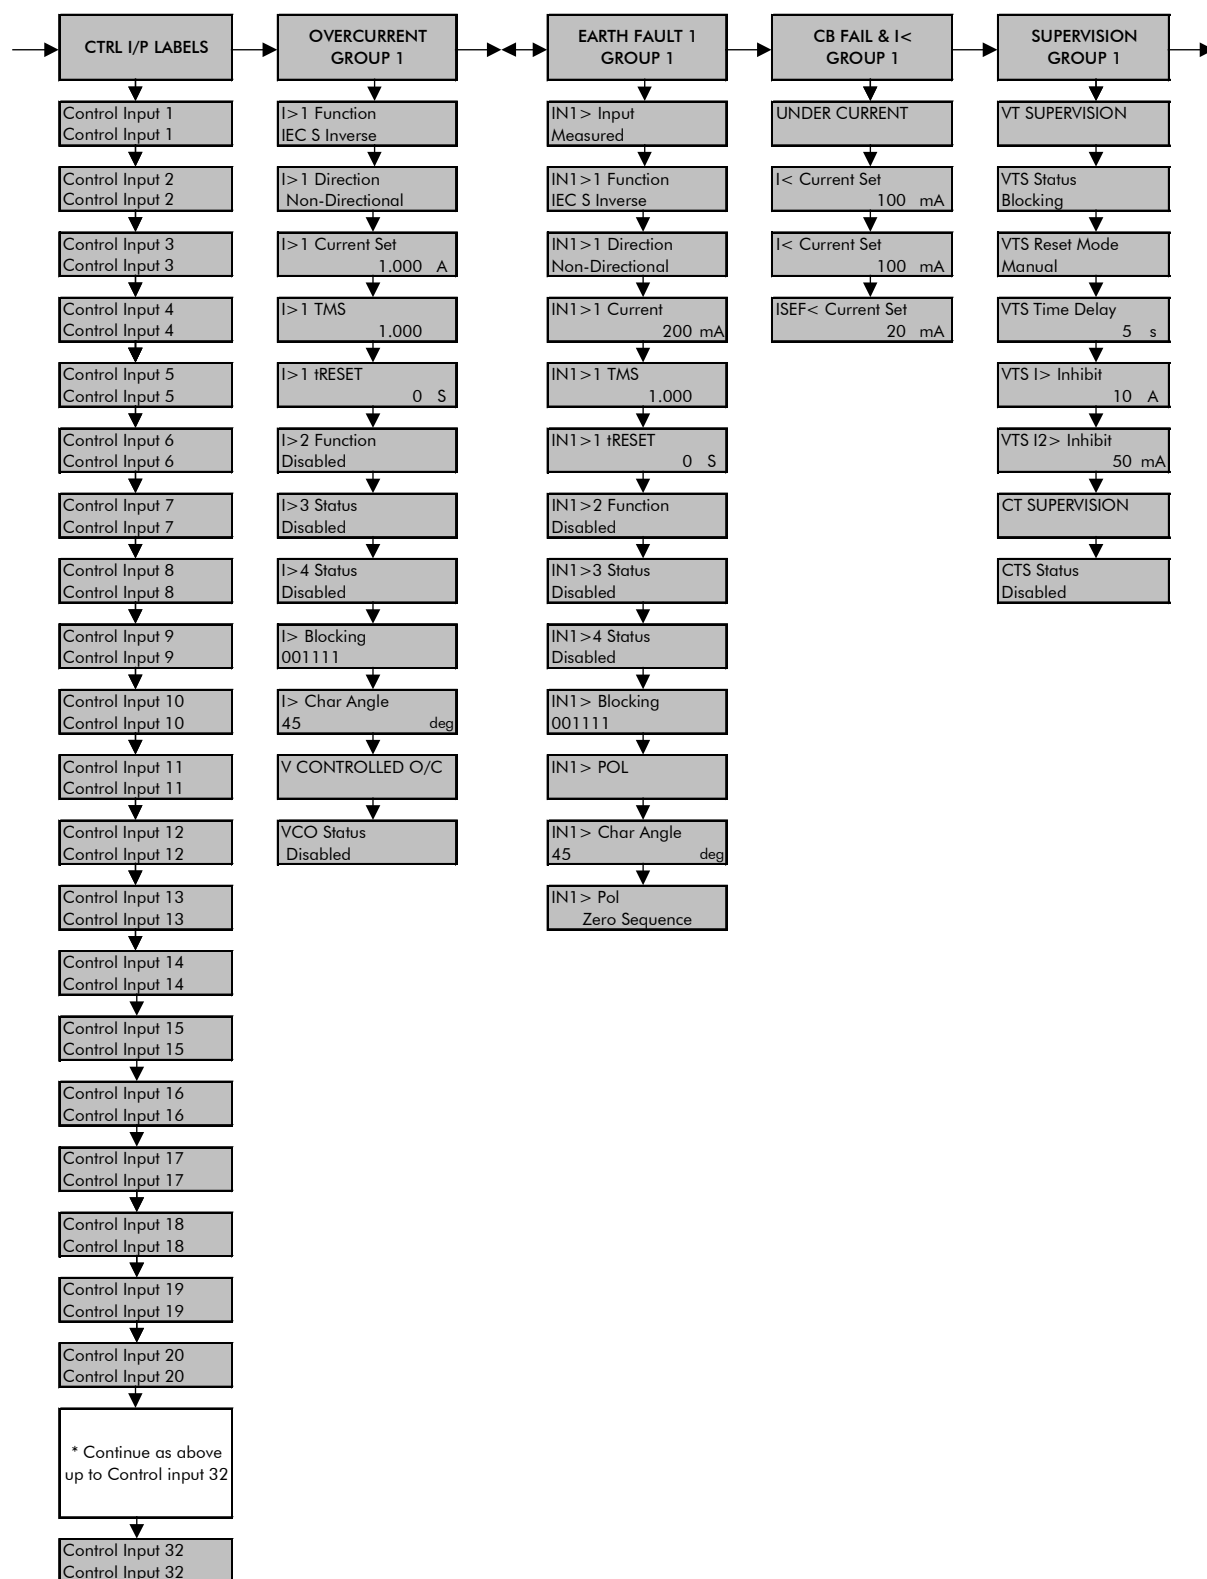 CTRL I/P LABELS
Control Input 1
Control Input 1
Control Input 2
Control Input 2
Control Input 3
Control Input 3
Control Input 4
Control Input 4
Control Input 5
Control Input 5
Control Input 6
Control Input 6
Control Input 7
Control Input 7
Control Input 8
Control Input 8
Control Input 9
Control Input 9
Control Input 10
Control Input 10
Control Input 11
Control Input 11
Control Input 12
Control Input 12
Control Input 13
Control Input 13
Control Input 14
Control Input 14
Control Input 15
Control Input 15
Control Input 16
Control Input 16
Control Input 17
Control Input 17
Control Input 18
Control Input 18
Control Input 19
Control Input 19
Control Input 20
Control Input 20
* Continue as above
up to Control input 32
Control Input 32
Control Input 32
OVERCURRENT
GROUP 1
I>1 Function
IEC S Inverse
I>1 Direction
Non-Directional
I>1 Current Set
1.000 A
I>1 TMS
1.000
I>1 tRESET
0 S
I>2 Function
Disabled
I>3 Status
Disabled
I>4 Status
Disabled
I> Blocking
001111
I> Char Angle
45 deg
V CONTROLLED O/C
VCO Status
Disabled
EARTH FAULT 1
GROUP 1
IN1> Input
Measured
IN1>1 Function
IEC S Inverse
IN1>1 Direction
Non-Directional
IN1>1 Current
200 mA
IN1>1 TMS
1.000
IN1>1 tRESET
0 S
IN1>2 Function
Disabled
IN1>3 Status
Disabled
IN1>4 Status
Disabled
IN1> Blocking
001111
IN1> POL
IN1> Char Angle
45 deg
IN1> Pol
Zero Sequence
CB FAIL & I<
GROUP 1
UNDER CURRENT
I< Current Set
100 mA
I< Current Set
100 mA
ISEF< Current Set
20 mA
SUPERVISION
GROUP 1
VT SUPERVISION
VTS Status
Blocking
VTS Reset Mode
Manual
VTS Time Delay
5 s
VTS I> Inhibit
10 A
VTS I2> Inhibit
50 mA
CT SUPERVISION
CTS Status
Disabled